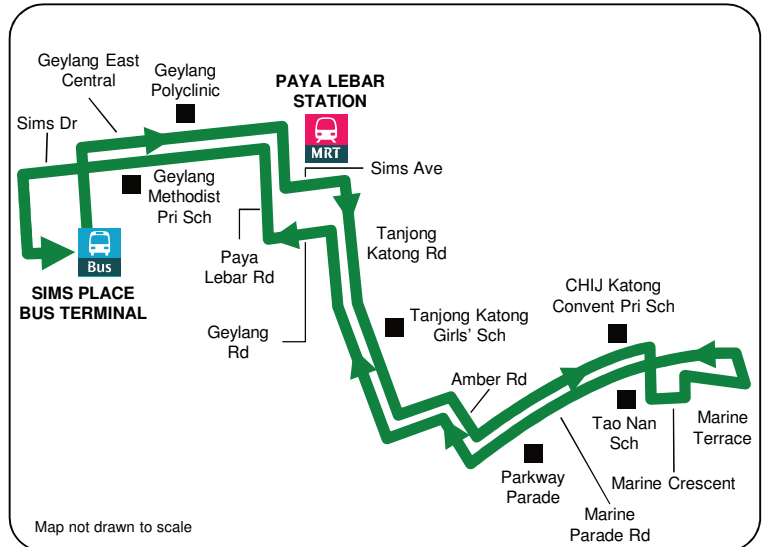 Geylang East
Central
Geylang
Polyclinic
PAYA LEBAR
STATION
MRT
Sims Dr
Sims Ave
Geylang
Methodist
Pri Sch
Bus
SIMS PLACE
BUS TERMINAL
Paya
Lebar Rd
Geylang
Rd
Tanjong
Katong Rd
Tanjong Katong
Girls' Sch
CHIJ Katong
Convent Pri Sch
Amber Rd
Tao Nan
Sch
Marine
Terrace
Marine Crescent
Parkway
Parade
Marine
Parade Rd
Map not drawn to scale